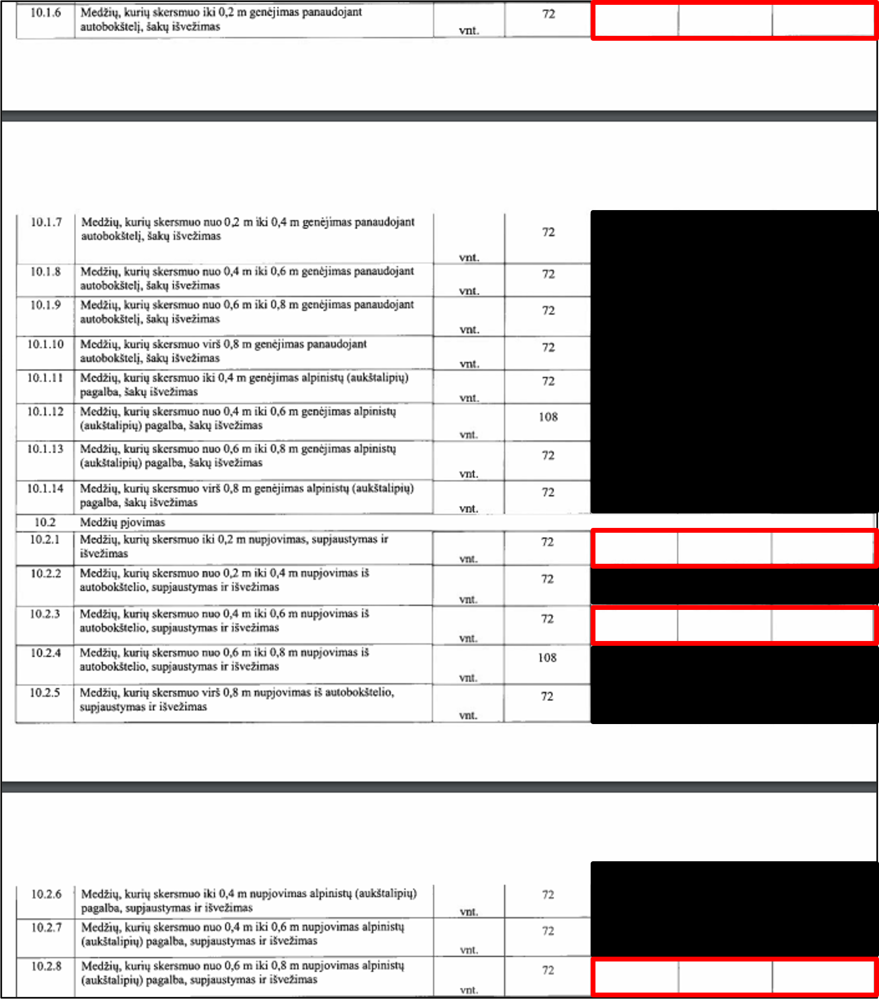 10.1.6 Medžių, kurių skersmuo iki 0,2 m genėjimas panaudojant 72
autobokštelį, šakų išvežimas vnt.
10.1.7 Medžių, kurių skersmuo nuo 0,2 m iki 0,4 m genėjimas panaudojant 72
autobokštelį, šakų išvežimas
vnt.
10.1.8 Medžių, kurių skersmuo nuo 0,4 m iki 0,6 m genėjimas panaudojant 72
autobokštelį, šakų išvežimas vnt.
10.1.9 Medžių, kurių skersmuo nuo 0,6 m iki 0,8 m genėjimas panaudojant 72
autobokštelį, šakų išvežimas
vnt.
10.1.10 Medžių, kurių skersmuo virš 0,8 m genėjimas panaudojant 72
autobokštelį, šakų išvežimas vnt.
10.1.11 Medžių, kurių skersmuo iki 0,4 m genėjimas alpinistų (aukštalipių) 72
pagalba, šakų išvežimas vnt.
10.1.12 Medžių, kurių skersmuo nuo 0,4 m iki 0,6 m genėjimas alpinistų 108
(aukštalipių) pagalba, šakų išvežimas
vnt.
10.1.13 Medžių, kurių skersmuo nuo 0,6 m iki 0,8 m genėjimas alpinistų 72
(aukštalipių) pagalba, šakų išvežimas
vnt.
10.1.14 Medžių, kurių skersmuo virš 0,8 m genėjimas alpinistų (aukštalipių) 72
pagalba, šakų išvežimas vnt.
10.2 Medžių pjovimas
10.2.1 Medžių, kurių skersmuo iki 0,2 m nupjovimas, supjaustymas ir 72
išvežimas vnt.
10.2.2 Medžių, kurių skersmuo nuo 0,2 m iki 0,4 m nupjovimas iš 72
autobokštelio, supjaustymas ir išvežimas
vnt.
10.2.3 Medžių, kurių skersmuo nuo 0,4 m iki 0,6 m nupjovimas iš 72
autobokštelio, supjaustymas ir išvežimas
vnt.
10.2.4 Medžių, kurių skersmuo nuo 0,6 m iki 0,8 m nupjovimas iš 108
autobokštelio, supjaustymas ir išvežimas
vnt.
10.2.5 Medžių, kurių skersmuo virš 0,8 m nupjovimas iš autobokštelio, 72
supjaustymas ir išvežimas
vnt.
10.2.6 Medžių, kurių skersmuo iki 0,4 m nupjovimas alpinistų (aukštalipių) 72
pagalba, supjaustymas ir išvežimas vnt.
10.2.7 Medžių, kurių skersmuo nuo 0,4 m iki 0,6 m nupjovimas alpinistų 72
(aukštalipių) pagalba, supjaustymas ir išvežimas
vnt.
10.2.8 Medžių, kurių skersmuo nuo 0,6 m iki 0,8 m nupjovimas alpinistų 72
(aukštalipių) pagalba, supjaustymas ir išvežimas
vnt.